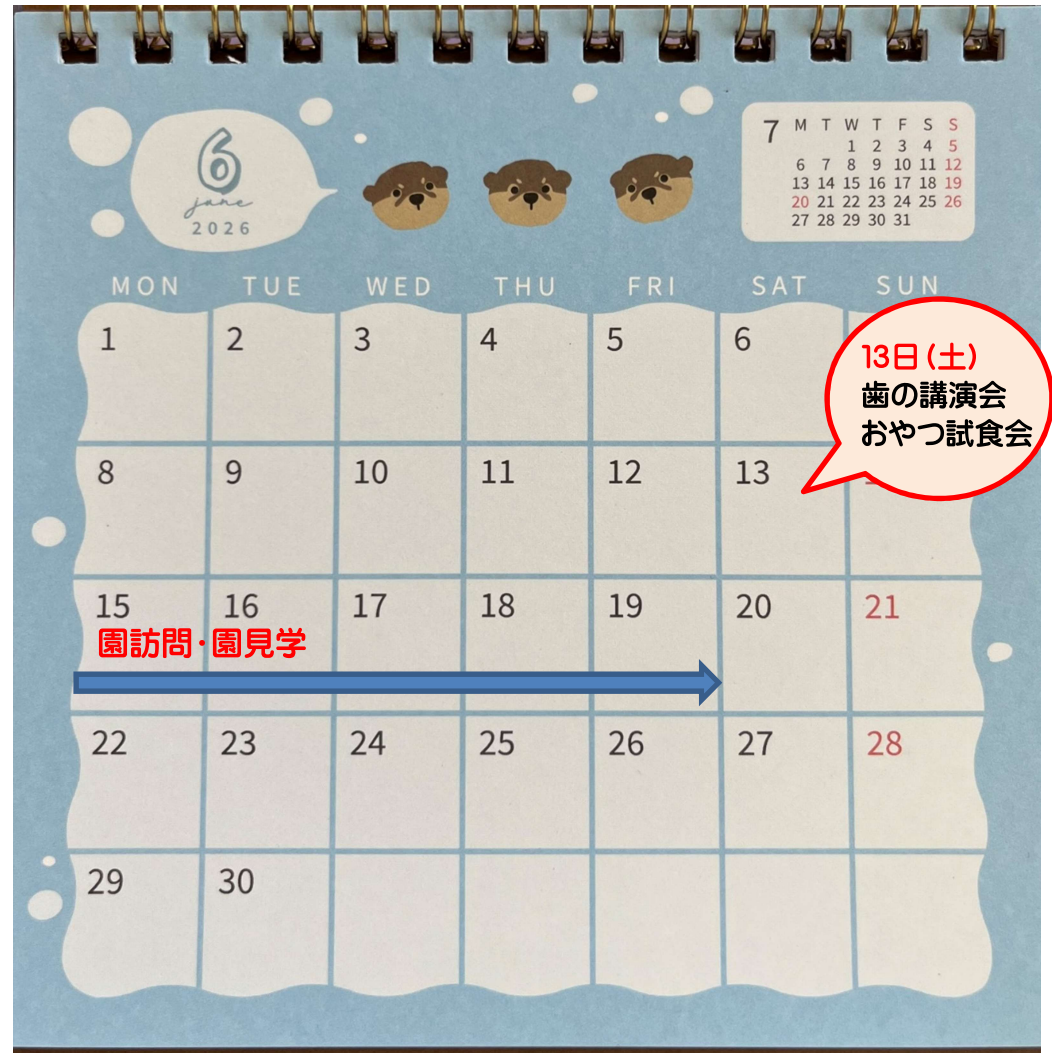 6
june
2026
7 M T W T F S S
1 2 3 4 5
6 7 8 9 10 11 12
13 14 15 16 17 18 19
20 21 22 23 24 25 26
27 28 29 30 31
MON TUE WED THU FRI SAT SUN
1 2 3 4 5 6
13日(土)
歯の講演会
おやつ試食会
8 9 10 11 12 13
15 16 17 18 19 20 21
園訪問・園見学
22 23 24 25 26 27 28
29 30